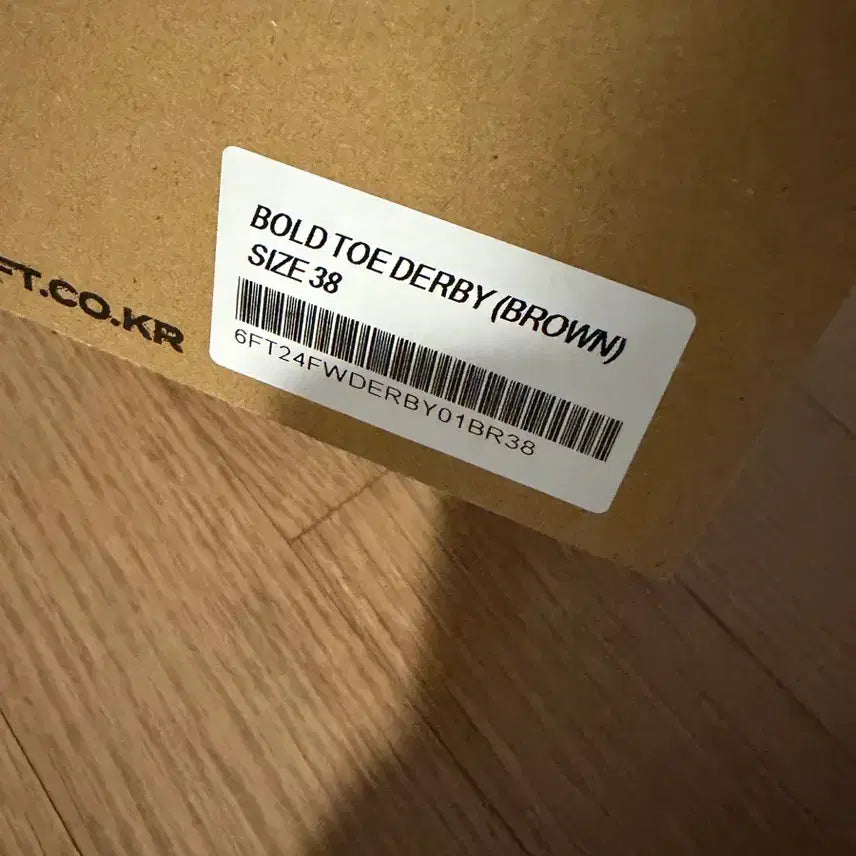 BOLD TOE DERBY (BROWN)
SIZE 38
6FT24FWDERBY01BR38
FT.CO.KR